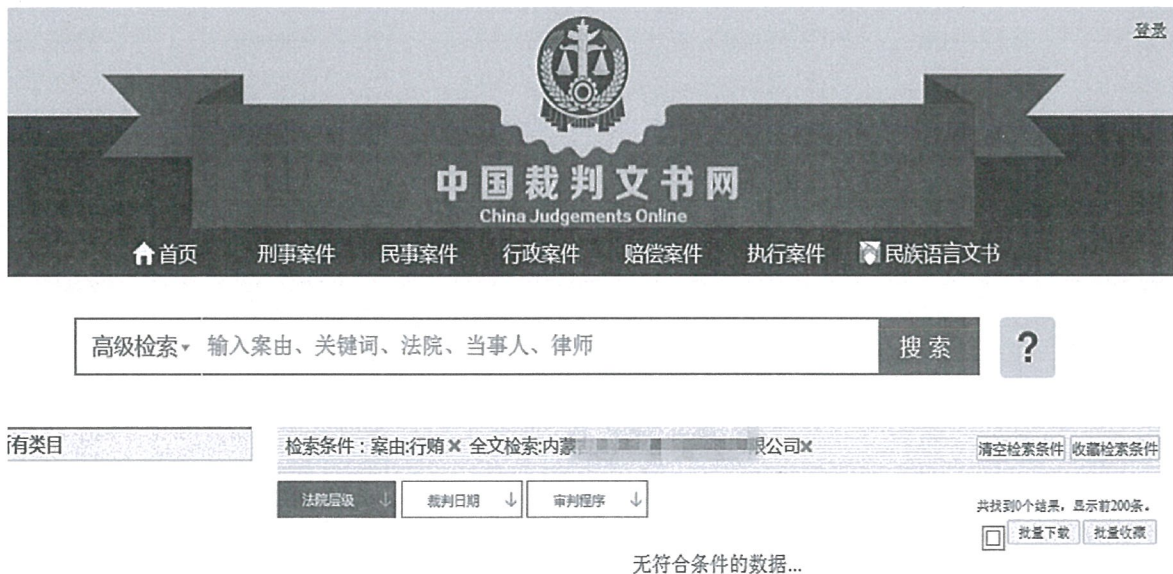 登录
中国裁判文书网
China Judgements Online
首页 刑事案件 民事案件 行政案件 赔偿案件 执行案件 民族语言文书
高级检索 输入案由、关键词、法院、当事人、律师 搜索 ?
有类目 检索条件：案由:行贿 × 全文检索:内蒙 限公司× 清空检索条件 收藏检索条件
法院层级 ↓ 裁判日期 ↓ 审判程序 ↓
共找到0个结果，显示前200条。
批量下载 批量收藏
无符合条件的数据...